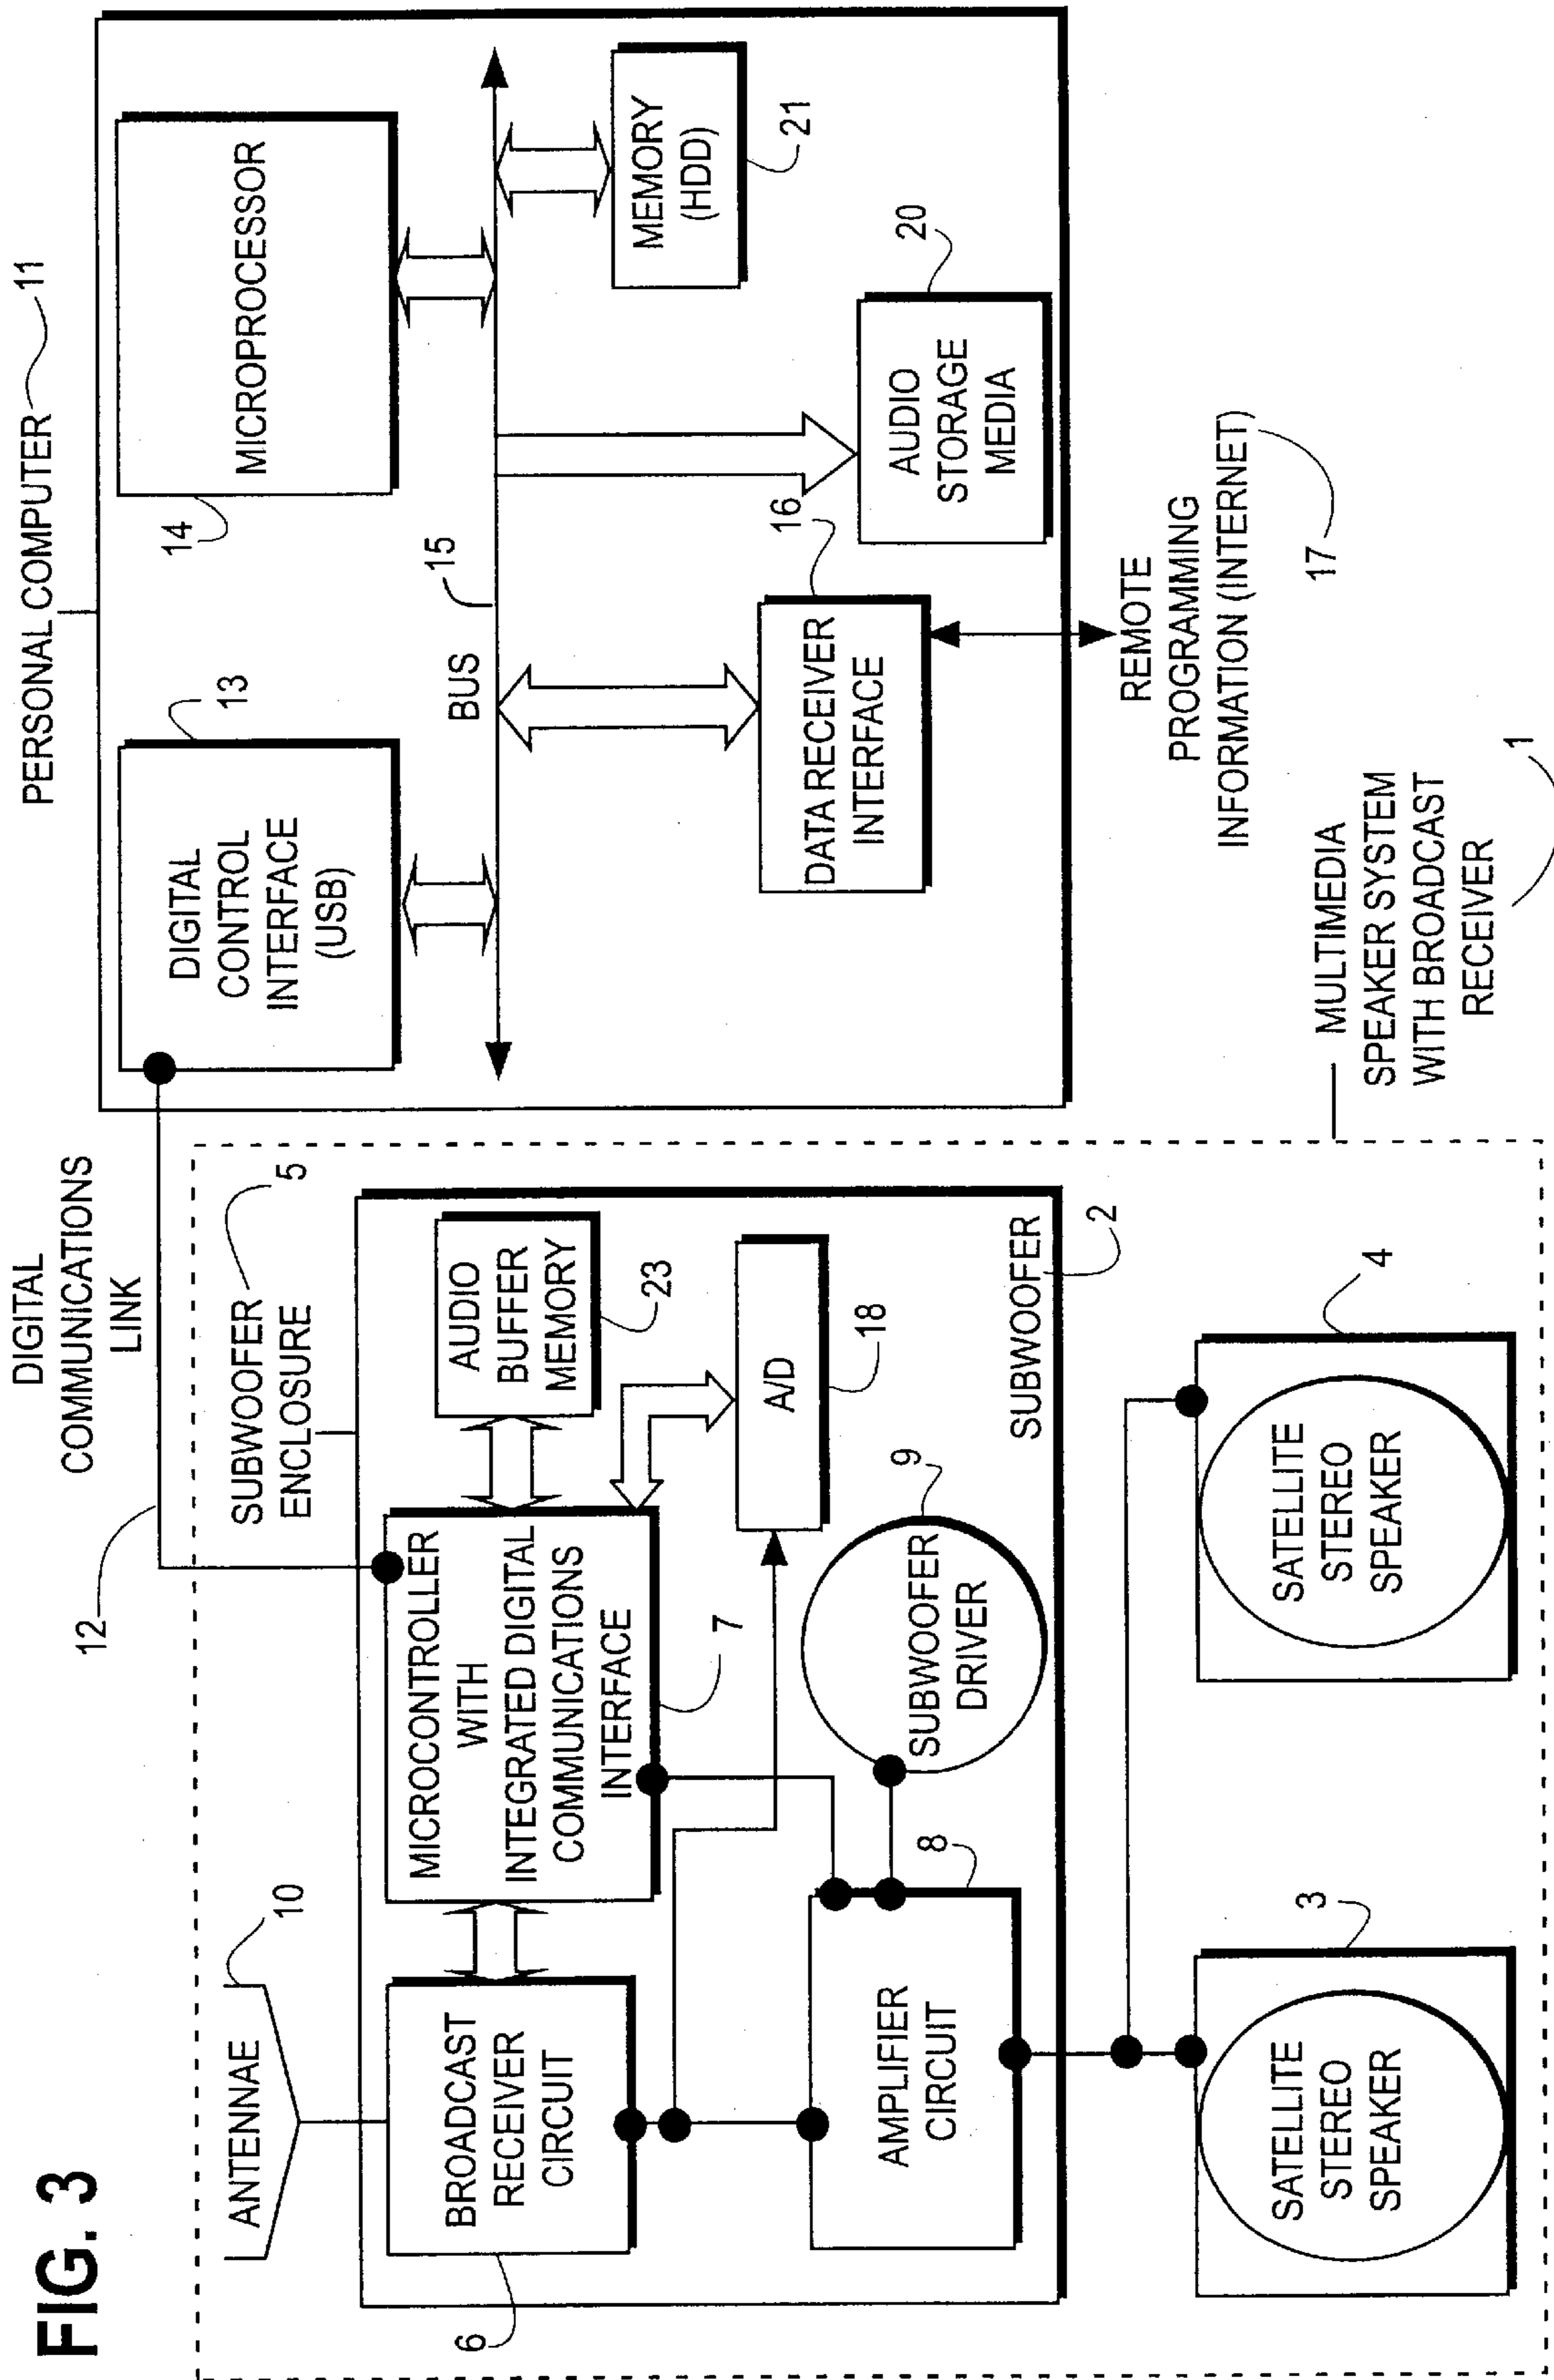 FIG. 3
DIGITAL
COMMUNICATIONS
LINK
12
PERSONAL COMPUTER
11
DIGITAL
CONTROL
INTERFACE
(USB)
13
MICROPROCESSOR
14
BUS
15
MEMORY
(HDD)
21
DATA RECEIVER
INTERFACE
16
AUDIO
STORAGE
MEDIA
20
REMOTE
PROGRAMMING
INFORMATION (INTERNET)
17
MULTIMEDIA
SPEAKER SYSTEM
WITH BROADCAST
RECEIVER
1
ANTENNAE
10
SUBWOOFER
ENCLOSURE
5
BROADCAST
RECEIVER
CIRCUIT
6
MICROCONTROLLER
WITH
INTEGRATED DIGITAL
COMMUNICATIONS
INTERFACE
7
AUDIO
BUFFER
MEMORY
23
A/D
18
AMPLIFIER
CIRCUIT
8
SUBWOOFER
DRIVER
9
SUBWOOFER
2
SATELLITE
STEREO
SPEAKER
3
SATELLITE
STEREO
SPEAKER
4